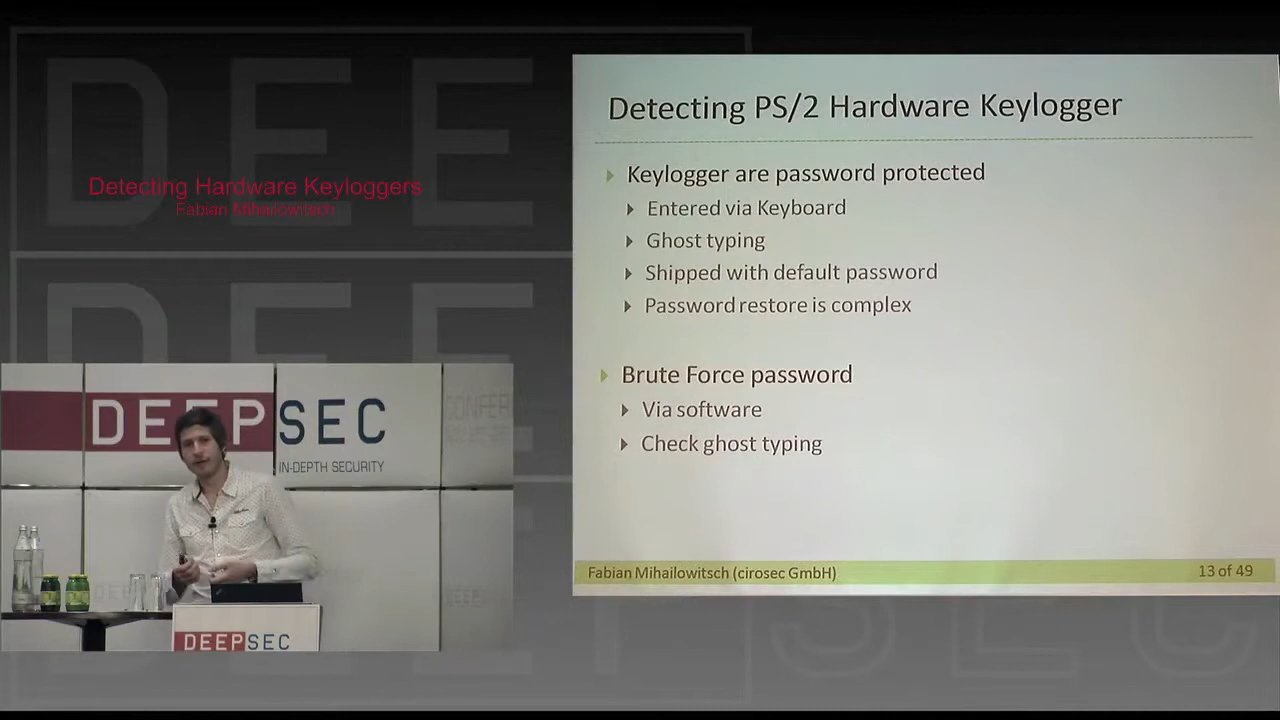 DEE
Detecting Hardware Keyloggers
Fabian Mihailowitsch
DEEPSEC
IN-DEPTH SECURITY
DEEPSEC
Detecting PS/2 Hardware Keylogger
Keylogger are password protected
Entered via Keyboard
Ghost typing
Shipped with default password
Password restore is complex
Brute Force password
Via software
Check ghost typing
Fabian Mihailowitsch (cirosec GmbH)
13 of 49